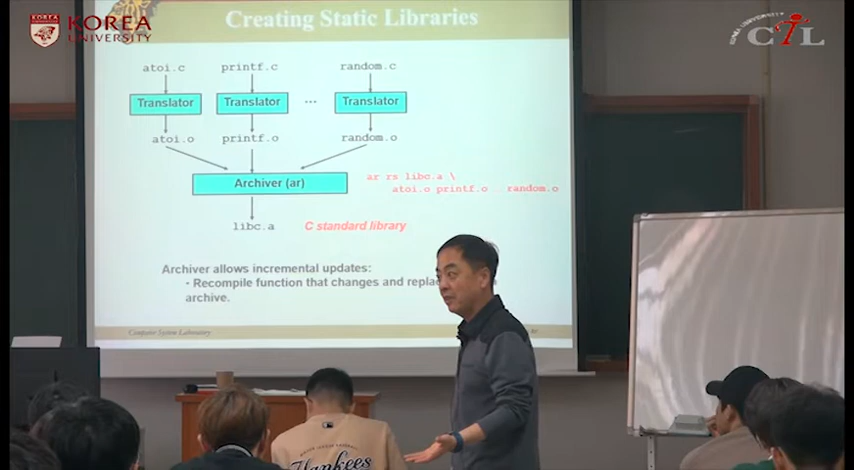 KOREA
UNIVERSITY
CTL
Creating Static Libraries
atoi.c printf.c random.c
Translator Translator ... Translator
atoi.o printf.o random.o
Archiver (ar)
ar rs libc.a \
atoi.o printf.o random.o
libc.a
C standard library
Archiver allows incremental updates:
• Recompile function that changes and repla
archive.
Computer System Laboratory
Yankees